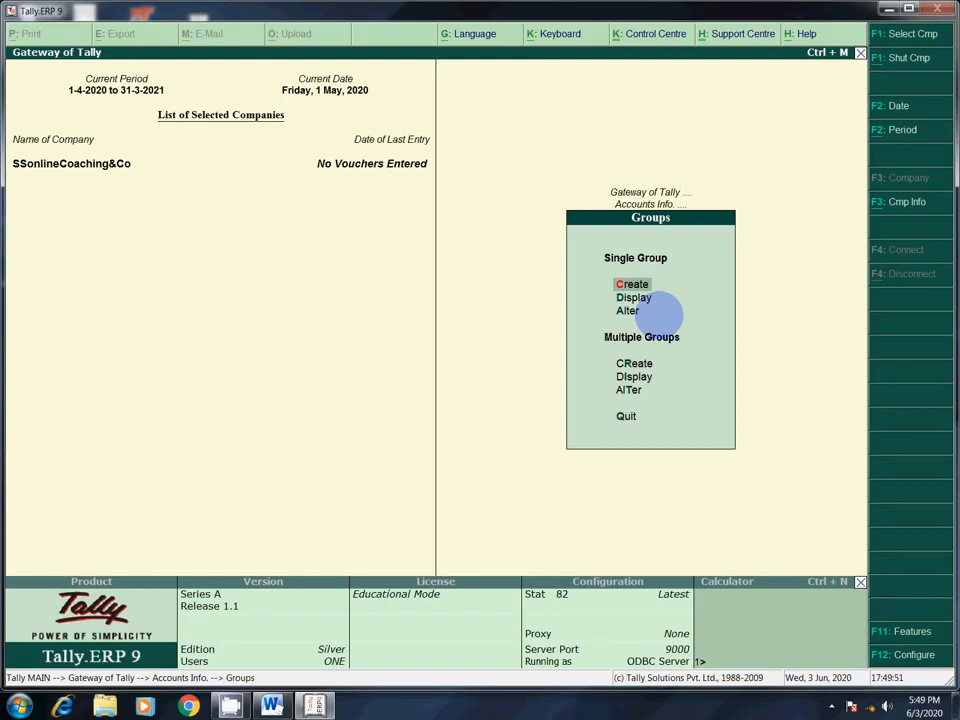 Tally.ERP 9
P: Print
E: Export
M: E-Mail
O: Upload
G: Language
K: Keyboard
K: Control Centre
H: Support Centre
H: Help
Gateway of Tally
Ctrl + M
Current Period
1-4-2020 to 31-3-2021
Current Date
Friday, 1 May, 2020
List of Selected Companies
Name of Company
Date of Last Entry
SSonlineCoaching&Co
No Vouchers Entered
Gateway of Tally ....
Accounts Info. ....
Groups
Single Group
Create
Display
Alter
Multiple Groups
CReate
DIsplay
AlTer
Quit
F1: Select Cmp
F1: Shut Cmp
F2: Date
F2: Period
F3: Company
F3: Cmp Info
F4: Connect
F4: Disconnect
F11: Features
F12: Configure
Product
Tally
POWER OF SIMPLICITY
Tally.ERP 9
Version
Series A
Release 1.1
Edition Silver
Users ONE
License
Educational Mode
Configuration
Stat 82 Latest
Proxy None
Server Port 9000
Running as ODBC Server
Calculator
Ctrl + N
1>
Tally MAIN --> Gateway of Tally --> Accounts Info. --> Groups
(c) Tally Solutions Pvt. Ltd., 1988-2009
Wed, 3 Jun, 2020
17:49:51
5:49 PM
6/3/2020